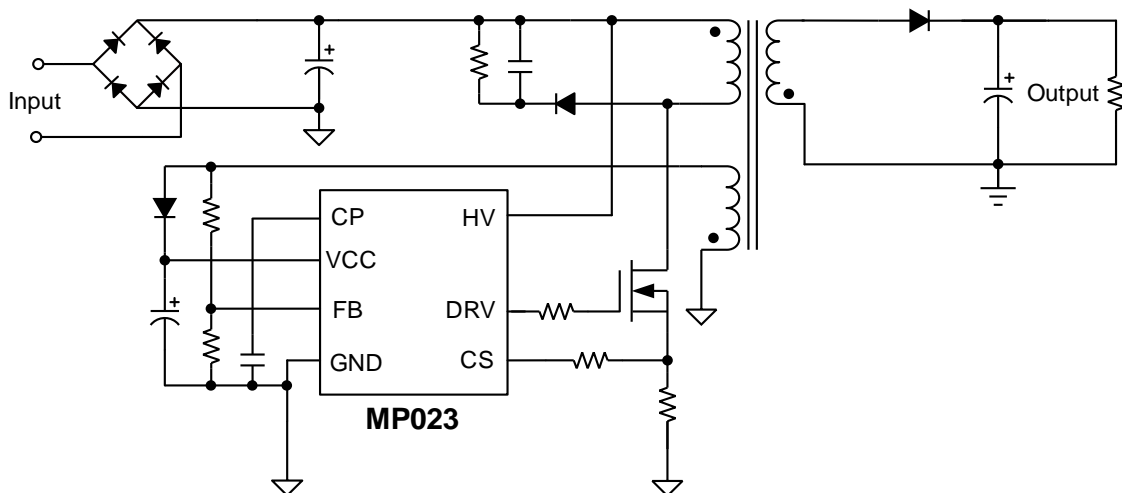 Input
Output
CP
HV
VCC
FB
DRV
GND
CS
MP023
+
+
+